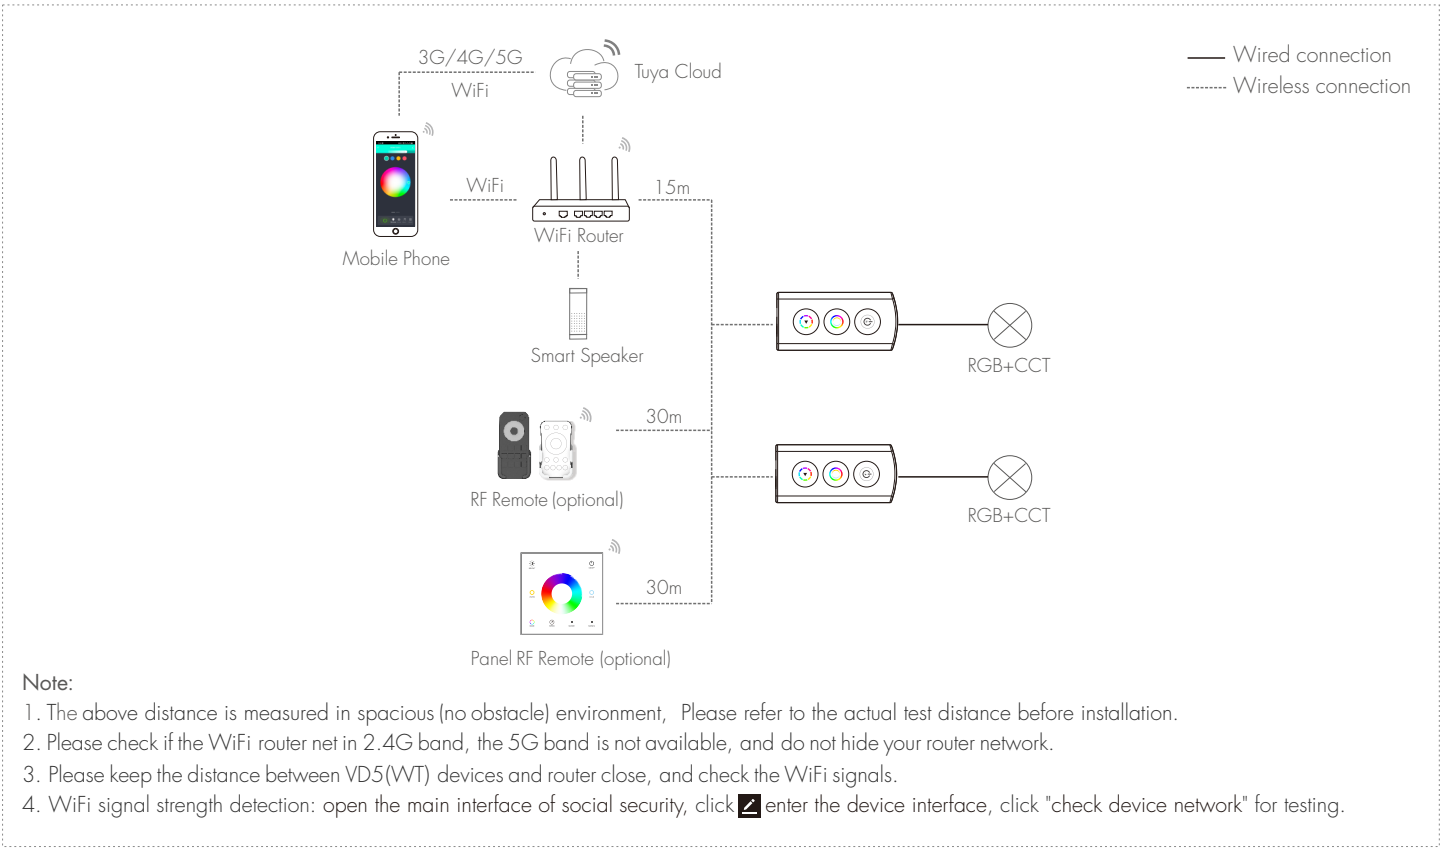 3G/4G/5G
WiFi
Tuya Cloud
Wired connection
Wireless connection
WiFi
15m
WiFi Router
Mobile Phone
Smart Speaker
RGB+CCT
30m
RF Remote (optional)
RGB+CCT
30m
Panel RF Remote (optional)
Note:
1. The above distance is measured in spacious (no obstacle) environment, Please refer to the actual test distance before installation.
2. Please check if the WiFi router net in 2.4G band, the 5G band is not available, and do not hide your router network.
3. Please keep the distance between VD5(WT) devices and router close, and check the WiFi signals.
4. WiFi signal strength detection: open the main interface of social security, click enter the device interface, click "check device network" for testing.